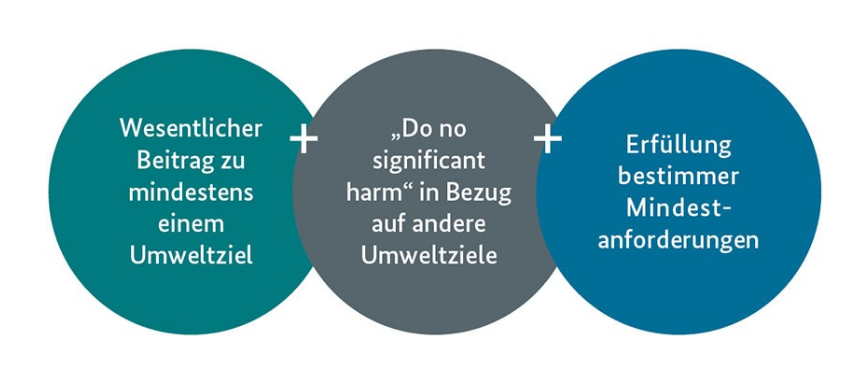 Wesentlicher
Beitrag zu
mindestens
einem
Umweltziel
+
„Do no
significant
harm“ in Bezug
auf andere
Umweltziele
+
Erfüllung
bestimmer
Mindest-
anforderungen